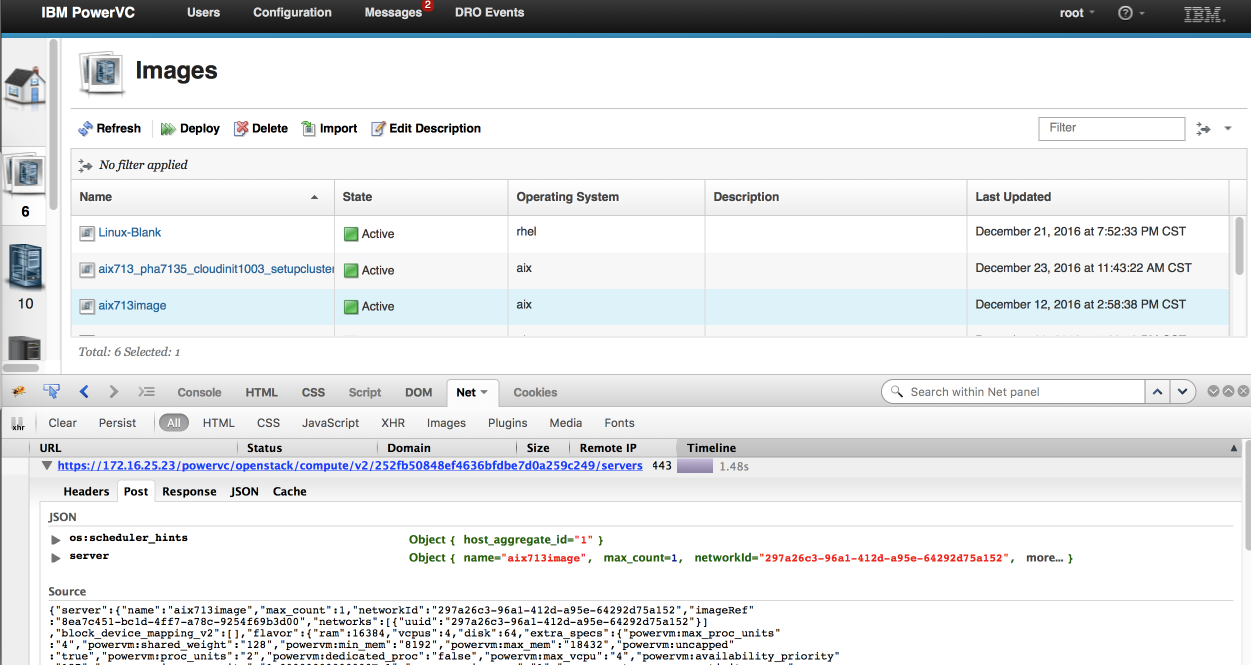 IBM PowerVC Users Configuration Messages 2 DRO Events root ? IBM.
Images
Refresh Deploy Delete Import Edit Description Filter
No filter applied
Name State Operating System Description Last Updated
Linux-Blank Active rhel December 21, 2016 at 7:52:33 PM CST
aix713_pha7135_cloudinit1003_setupcluster Active aix December 23, 2016 at 11:43:22 AM CST
aix713image Active aix December 12, 2016 at 2:58:38 PM CST
6
10
Total: 6 Selected: 1
Console HTML CSS Script DOM Net Cookies Search within Net panel
xhr Clear Persist All HTML CSS JavaScript XHR Images Plugins Media Fonts
URL Status Domain Size Remote IP Timeline
https://172.16.25.23/powervc/openstack/compute/v2/252fb50848ef4636bfdbe7d0a259c249/servers 443 1.48s
Headers Post Response JSON Cache
JSON
os:scheduler_hints Object { host_aggregate_id="1" }
server Object { name="aix713image", max_count=1, networkId="297a26c3-96a1-412d-a95e-64292d75a152", more... }
Source
{"server":{"name":"aix713image","max_count":1,"networkId":"297a26c3-96a1-412d-a95e-64292d75a152","imageRef"
:"8ea7c451-bc1d-4ff7-a78c-9254f69b3d00","networks":[{"uuid":"297a26c3-96a1-412d-a95e-64292d75a152"}]
,"block_device_mapping_v2":[],"flavor":{"ram":16384,"vcpus":4,"disk":64,"extra_specs":{"powervm:max_proc_units"
:"4","powervm:shared_weight":"128","powervm:min_mem":"8192","powervm:max_mem":"18432","powervm:uncapped"
:"true","powervm:proc_units":"2","powervm:dedicated_proc":"false","powervm:max_vcpu":"4","powervm:availability_priority"